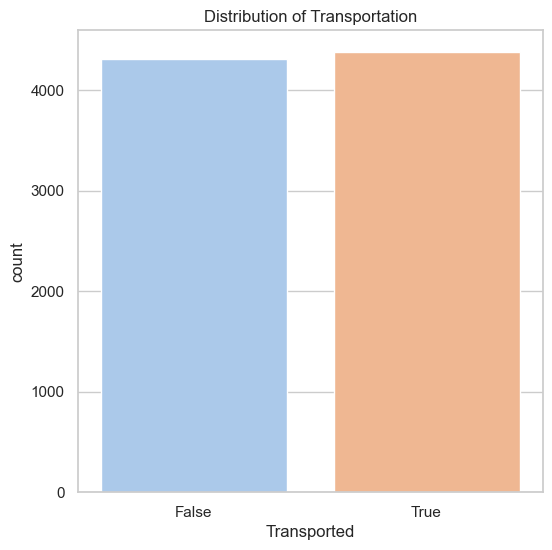 Distribution of Transportation
4000
3000
2000
1000
0
count
False True
Transported